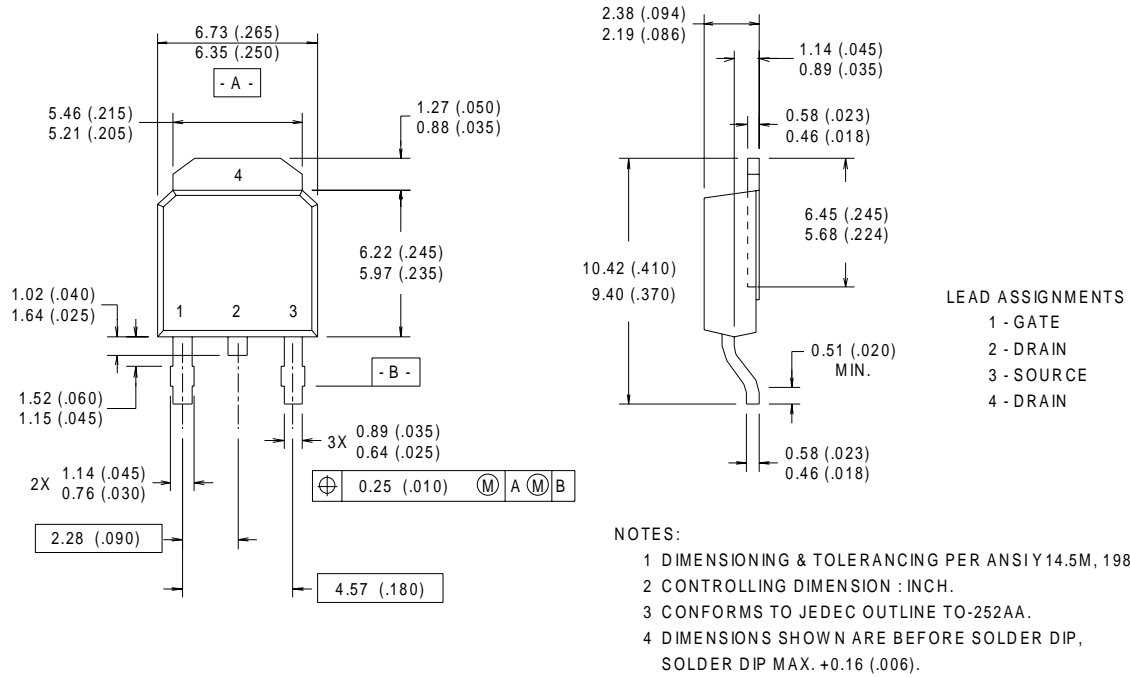 6.73 (.265)
6.35 (.250)
- A -
5.46 (.215)
5.21 (.205)
1.27 (.050)
0.88 (.035)
4
6.22 (.245)
5.97 (.235)
1.02 (.040)
1.64 (.025)
1 2 3
- B -
1.52 (.060)
1.15 (.045)
3X 0.89 (.035)
0.64 (.025)
2X 1.14 (.045)
0.76 (.030)
0.25 (.010) M A M B
2.28 (.090)
4.57 (.180)
2.38 (.094)
2.19 (.086)
1.14 (.045)
0.89 (.035)
0.58 (.023)
0.46 (.018)
6.45 (.245)
5.68 (.224)
10.42 (.410)
9.40 (.370)
0.51 (.020)
MIN.
0.58 (.023)
0.46 (.018)
LEAD ASSIGNMENTS
1 - GATE
2 - DRAIN
3 - SOURCE
4 - DRAIN
NOTES:
1 DIMENSIONING & TOLERANCING PER ANSI Y14.5M, 198
2 CONTROLLING DIMENSION : INCH.
3 CONFORMS TO JEDEC OUTLINE TO-252AA.
4 DIMENSIONS SHOWN ARE BEFORE SOLDER DIP,
SOLDER DIP MAX. +0.16 (.006).